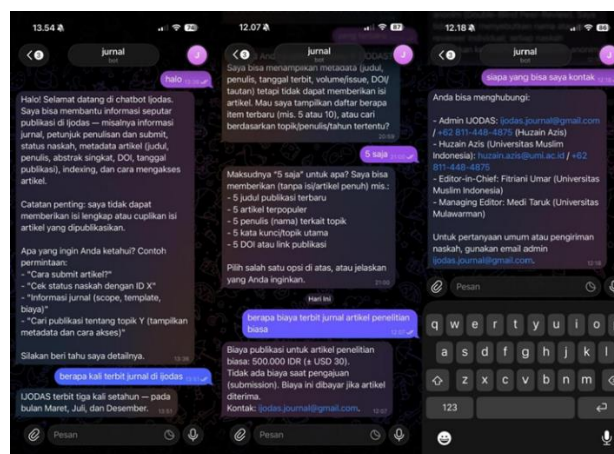 13.54
76
3
jurnal
bot
J
halo 13:35
Halo! Selamat datang di chatbot Ijodas.
Saya bisa membantu informasi seputar
publikasi di Ijodas — misalnya informasi
jurnal, petunjuk penulisan dan submit,
status naskah, metadata artikel (judul,
penulis, abstrak singkat, DOI, tanggal
publikasi), indexing, dan cara mengakses
artikel.
Catatan penting: saya tidak dapat
memberikan isi lengkap atau cuplikan isi
artikel yang dipublikasikan.
Apa yang ingin Anda ketahui? Contoh
permintaan:
- "Cara submit artikel?"
- "Cek status naskah dengan ID X"
- "Informasi jurnal (scope, template,
biaya)"
- "Cari publikasi tentang topik Y (tampilkan
metadata dan cara akses)"
Silakan beri tahu saya detailnya.
berapa kali terbit jurnal di ijodas
IJODAS terbit tiga kali setahun — pada
bulan Maret, Juli, dan Desember.
Pesan
12.07
87
3
jurnal
bot
J
Saya bisa menampilkan metadata (judul,
penulis, tanggal terbit, volume/issue, DOI/
tautan) tetapi tidak dapat memberikan isi
artikel. Mau saya tampilkan daftar berapa
item terbaru (mis. 5 atau 10), atau cari
berdasarkan topik/penulis/tahun tertentu?
5 saja
Maksudnya "5 saja" untuk apa? Saya bisa
memberikan (tanpa isi/artikel penuh) mis.:
- 5 judul publikasi terbaru
- 5 artikel terpopuler
- 5 penulis (nama) terkait topik
- 5 kata kunci/topik utama
- 5 DOI atau link publikasi
Pilih salah satu opsi di atas, atau jelaskan
yang Anda inginkan.
Hari Ini
berapa biaya terbit jurnal artikel penelitian
biasa
Biaya publikasi untuk artikel penelitian
biasa: 500.000 IDR (± USD 30).
Tidak ada biaya saat pengajuan
(submission). Biaya ini dibayar jika artikel
diterima.
Kontak: ijodas.journal@gmail.com.
Pesan
12.18
3
jurnal
bot
J
siapa yang bisa saya kontak
Anda bisa menghubungi:
- Admin IJODAS: ijodas.journal@gmail.com
/ +62 811-448-4875 (Huzain Azis)
- Huzain Azis (Universitas Muslim
Indonesia): huzain.azis@umi.ac.id / +62
811-448-4875
- Editor-in-Chief: Fitriani Umar (Universitas
Muslim Indonesia)
- Managing Editor: Medi Taruk (Universitas
Mulawarman)
Untuk pertanyaan umum atau pengiriman
naskah, gunakan email admin
ijodas.journal@gmail.com.
Pesan
q w e r t y u i o
a s d f g h j k l
z x c v b n m
123